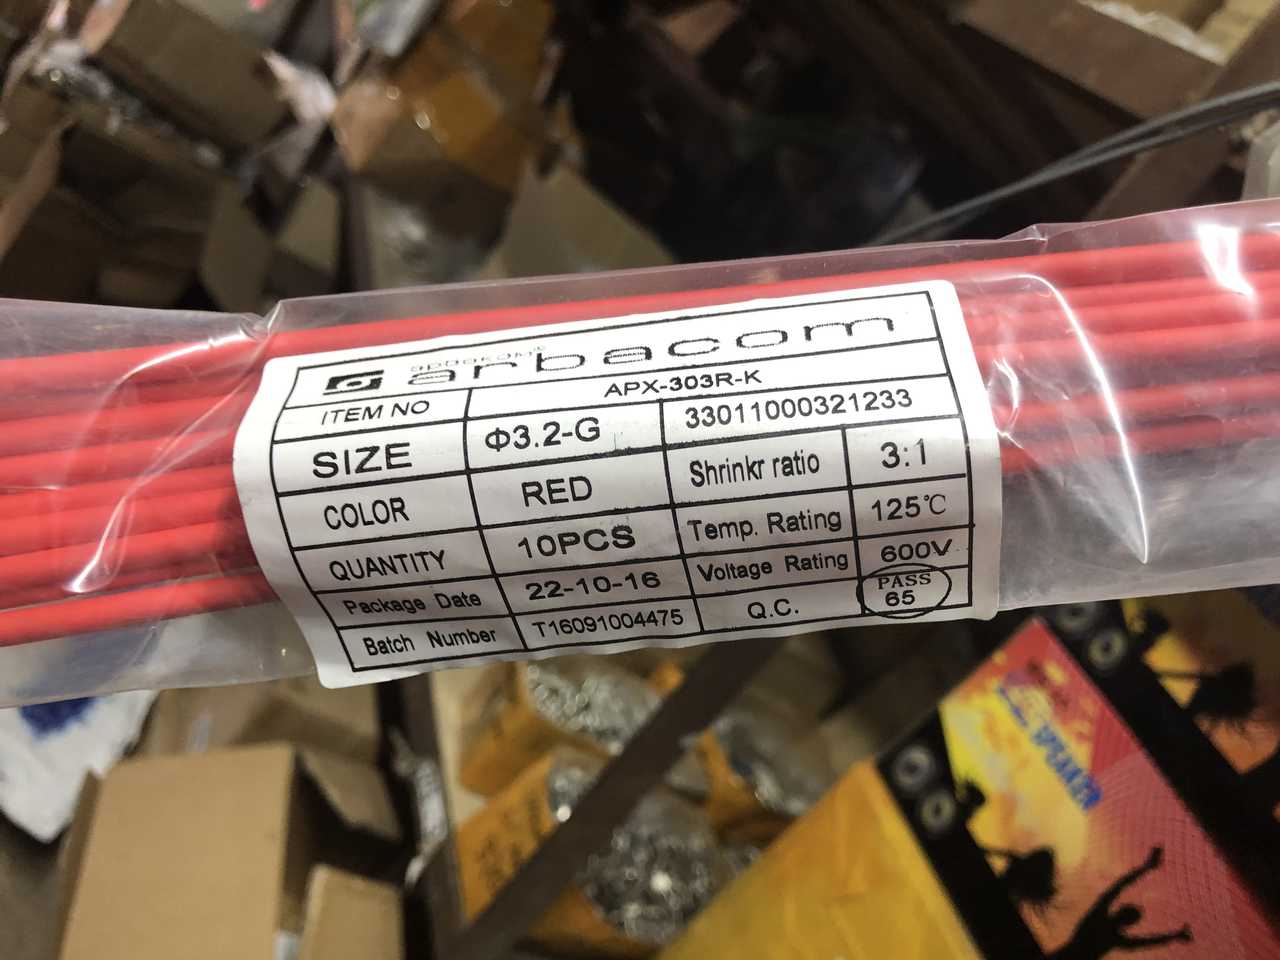 arbacom
ITEM NO APX-303R-K
SIZE Φ3.2-G 33011000321233
COLOR RED Shrinkr ratio 3:1
QUANTITY 10PCS Temp. Rating 125℃
Package Date 22-10-16 Voltage Rating 600V
Batch Number T16091004475 Q.C. PASS 65
SPEAKER